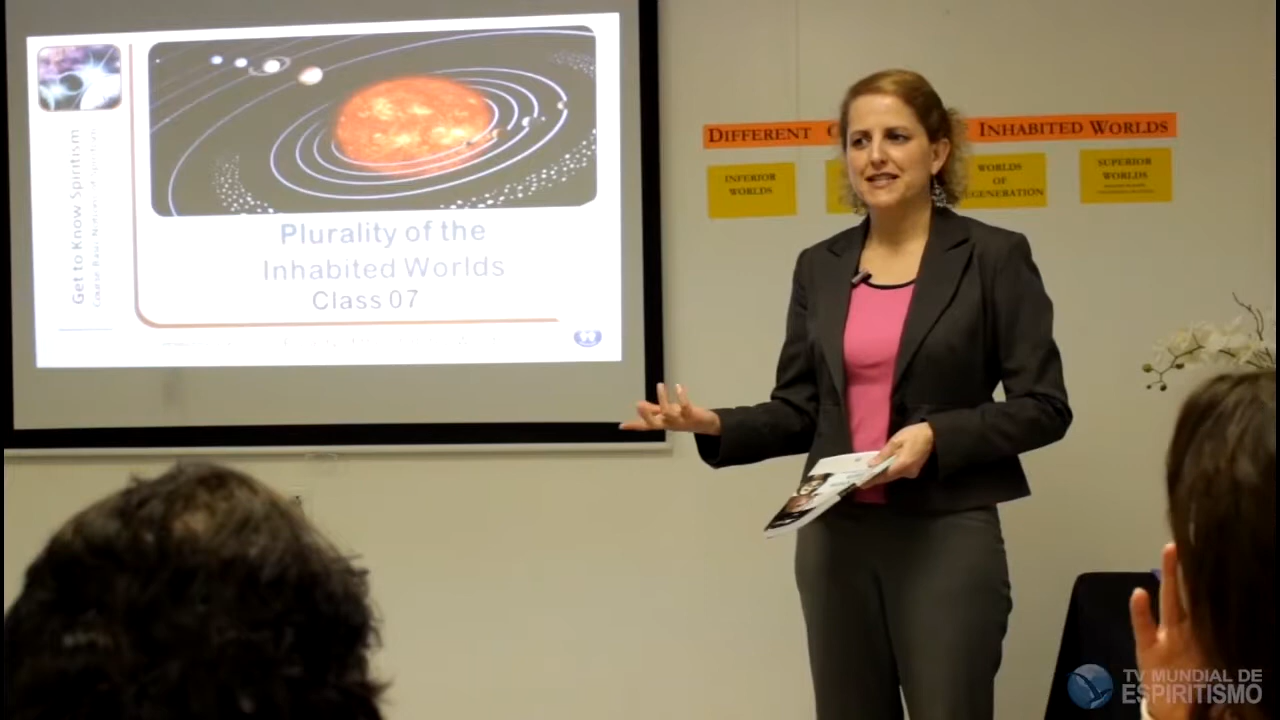 Get to Know Spiritism
Plurality of the
Inhabited Worlds
Class 07
DIFFERENT
INHABITED WORLDS
INFERIOR
WORLDS
WORLDS
OF
EGENERATION
SUPERIOR
WORLDS
TV MUNDIAL DE
ESPIRITISMO